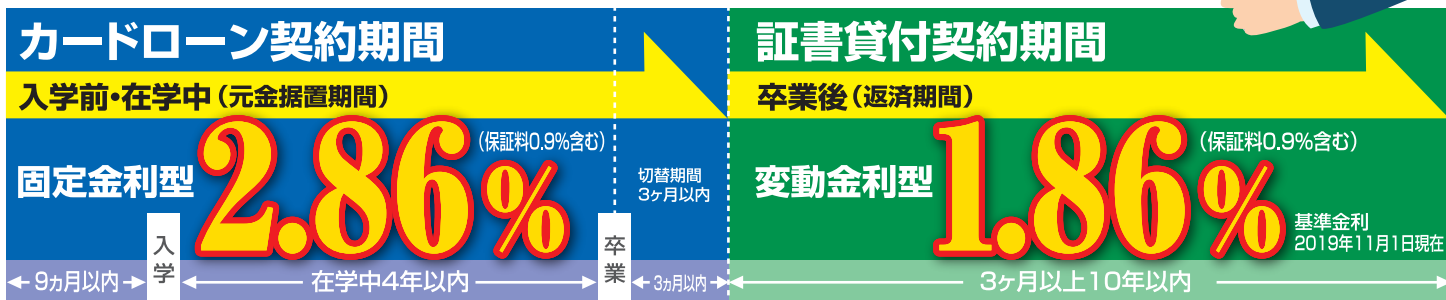 カードローン契約期間
入学前・在学中（元金据置期間）
固定金利型 2.86%（保証料0.9%含む）
切替期間
3ヶ月以内
入学
卒業
9ヵ月以内
在学中4年以内
3ヵ月以内
証書貸付契約期間
卒業後（返済期間）
変動金利型 1.86%（保証料0.9%含む）
基準金利
2019年11月1日現在
3ヶ月以上10年以内